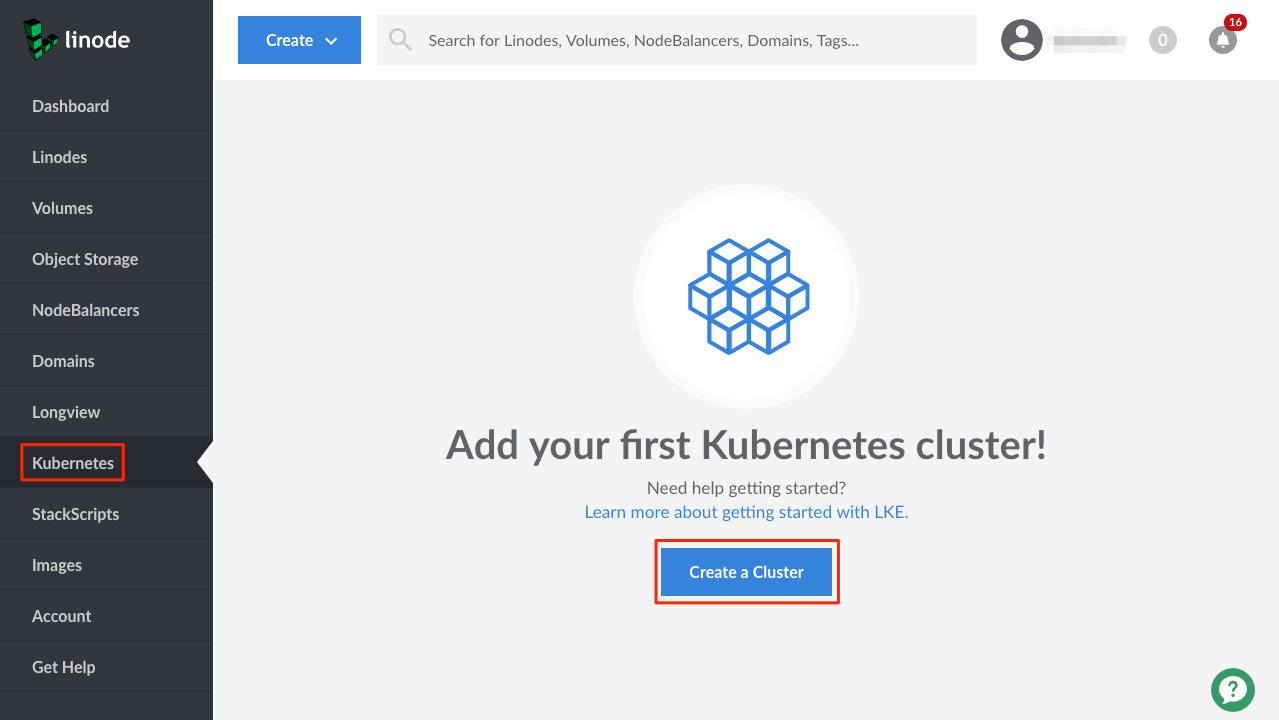 linode
Create
Search for Linodes, Volumes, NodeBalancers, Domains, Tags...
0
16
Dashboard
Linodes
Volumes
Object Storage
NodeBalancers
Domains
Longview
Kubernetes
StackScripts
Images
Account
Get Help
Add your first Kubernetes cluster!
Need help getting started?
Learn more about getting started with LKE.
Create a Cluster
?